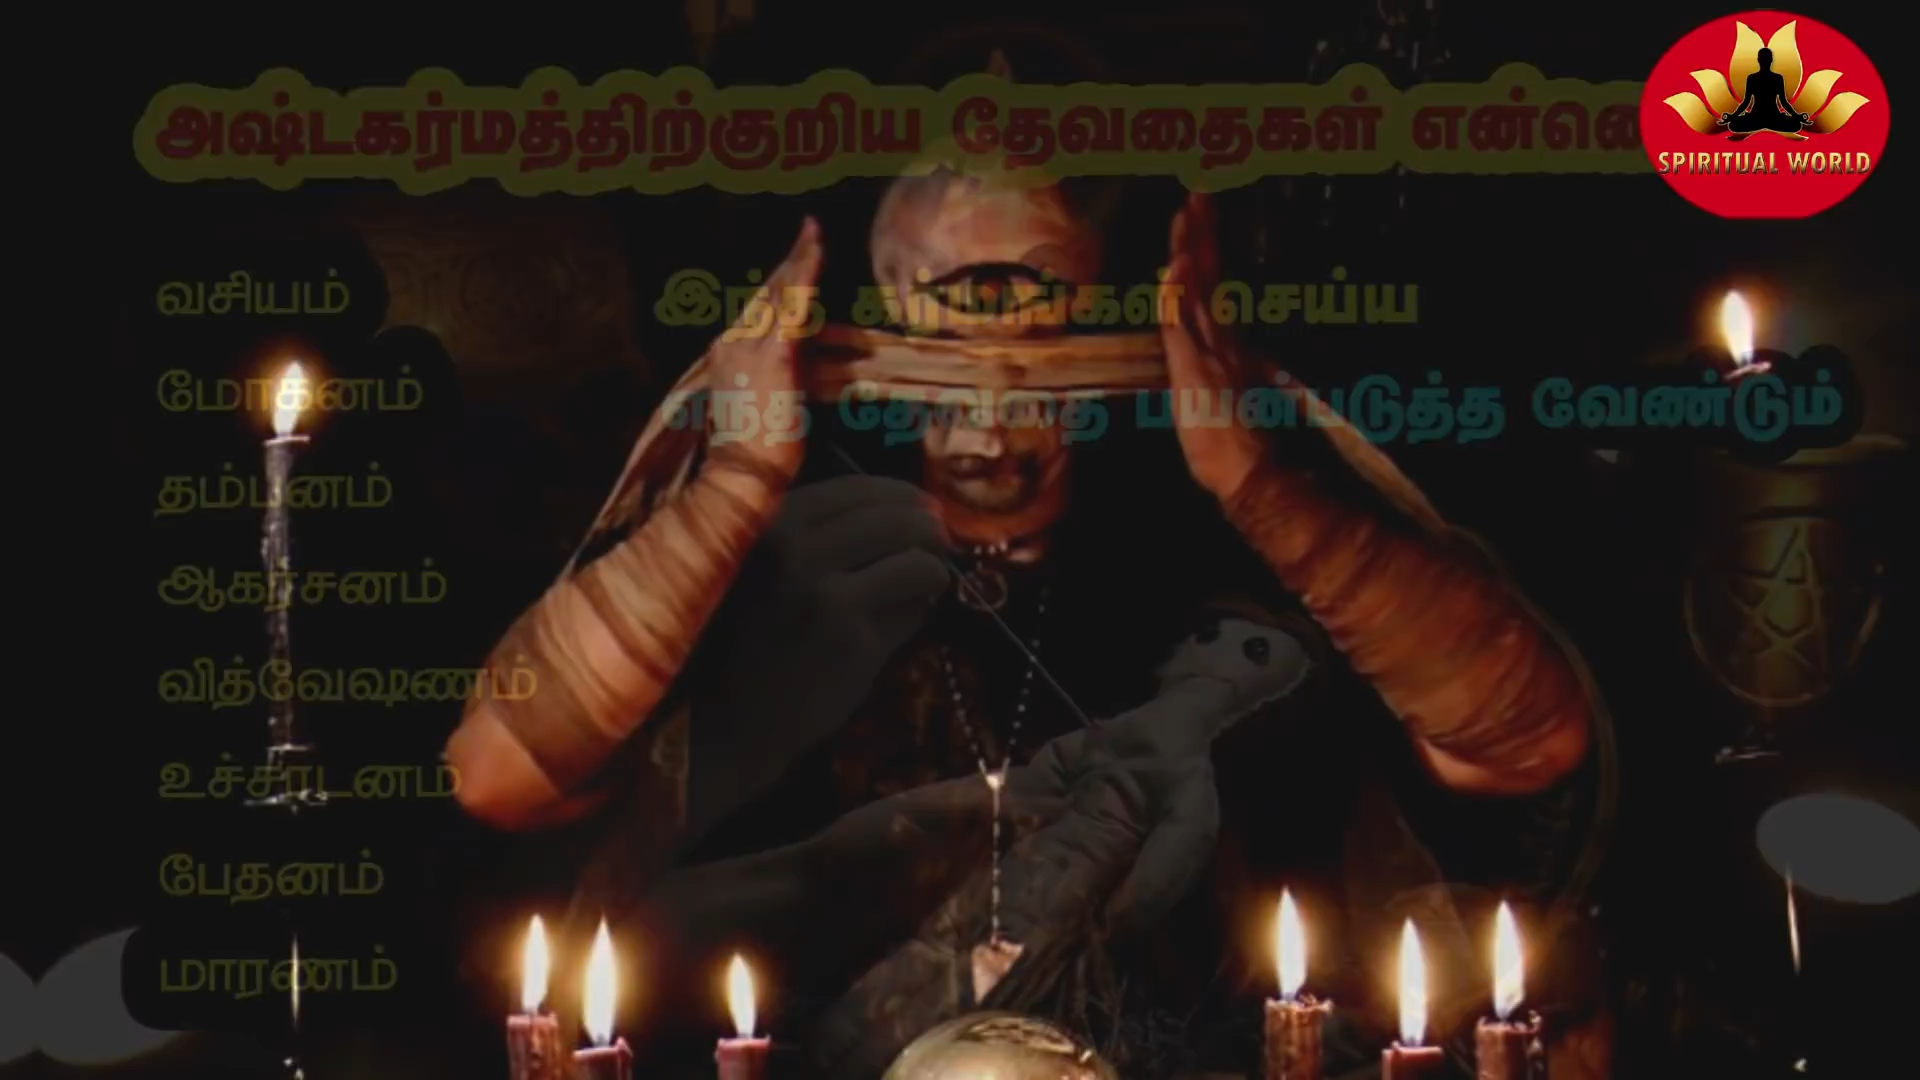 அஷ்டகர்மத்திற்குறிய தேவதைகள்
SPIRITUAL WORLD
வசியம்
இந்த கர்மங்கள் செய்ய
மோகனம்
எந்த தேவதை பயன்படுத்த வேண்டும்
தம்பனம்
ஆகர்சனம்
வித்வேஷணம்
உச்சாடனம்
பேதனம்
மாரணம்